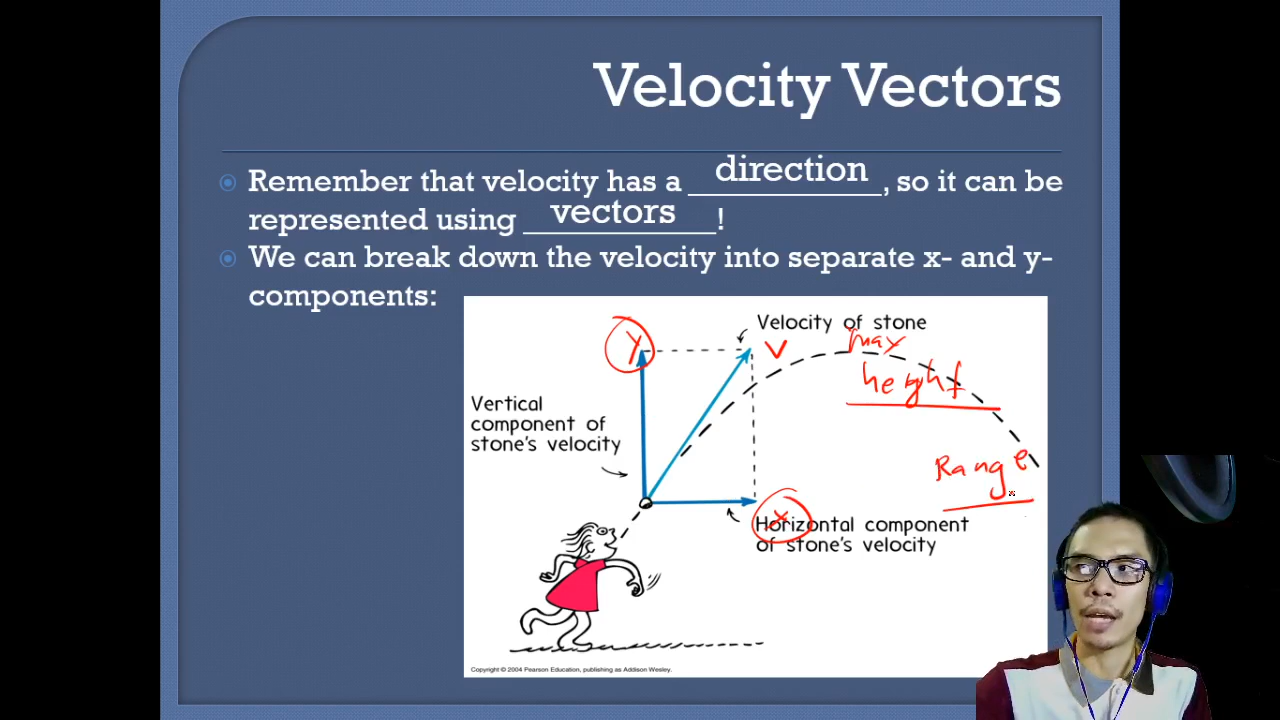 Velocity Vectors
Remember that velocity has a direction, so it can be
represented using vectors!
We can break down the velocity into separate x- and y-
components:
Y
Velocity of stone
V
max
height
Vertical
component of
stone's velocity
Range
x
Horizontal component
of stone's velocity
Copyright © 2004 Pearson Education, publishing as Addison Wesley.